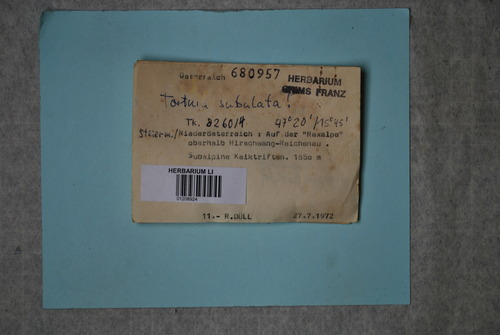 Österreich 680957 HERBARIUM
GRIMS FRANZ
Tortula subulata!
Tk. 8260/4 47°20'/15°45'
Steierm./Niederösterreich : Auf der "Raxalpe"
oberhalb Hirschwang-Reichenau .
Subalpine Kalktriften. 1550 m
HERBARIUM LI
01206924
11.- R.DÜLL 27.7.1972